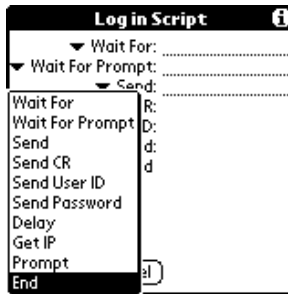 Log in Script i
Wait For:
Wait For Prompt:
Send:
Wait For
Wait For Prompt
Send
Send CR
Send User ID
Send Password
Delay
Get IP
Prompt
End
R:
D:
d:
d
el